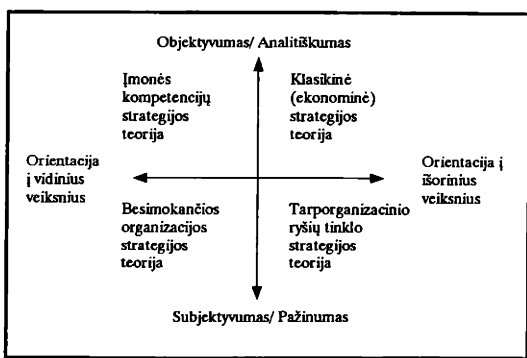 Objektyvumas/ Analitiškumas
Įmonės
kompetencijų
strategijos
teorija
Klasikinė
(ekonominė)
strategijos
teorija
Orientacija
į vidinius
veiksnius
Orientacija į
išorinius
veiksnius
Besimokančios
organizacijos
strategijos
teorija
Tarporganizacinio
ryšių tinklo
strategijos
teorija
Subjektyvumas/ Pažinumas